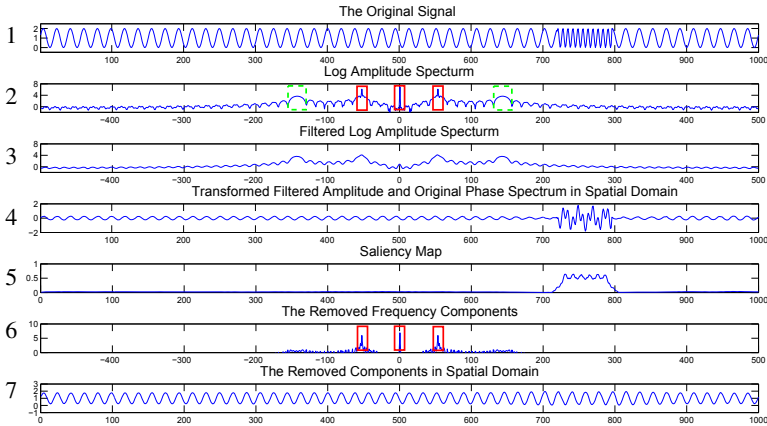 The Original Signal
1
2
1
0
0 100 200 300 400 500 600 700 800 900 1000
Log Amplitude Specturm
2
8
4
0
−400 −300 −200 −100 0 100 200 300 400 500
Filtered Log Amplitude Specturm
3
8
4
0
−400 −300 −200 −100 0 100 200 300 400 500
Transformed Filtered Amplitude and Original Phase Spectrum in Spatial Domain
4
2
0
−2
100 200 300 400 500 600 700 800 900 1000
Saliency Map
5
1
0.5
0
0 100 200 300 400 500 600 700 800 900 1000
The Removed Frequency Components
6
10
5
0
−400 −300 −200 −100 0 100 200 300 400 500
The Removed Components in Spatial Domain
7
3
2
1
0
−1
100 200 300 400 500 600 700 800 900 1000